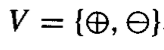 V = {⊕, ⊖}